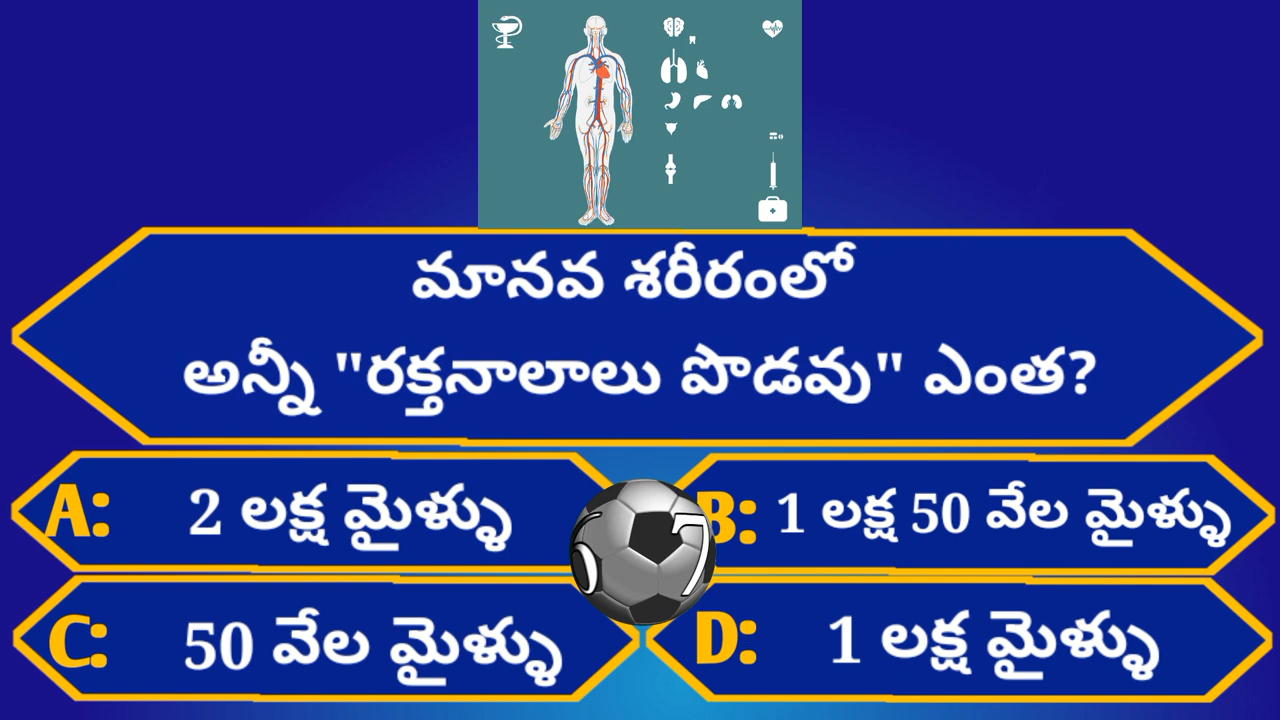 మానవ శరీరంలో
అన్నీ "రక్తనాలాలు పొడవు" ఎంత?
A: 2 లక్ష మైళ్ళు
B: 1 లక్ష 50 వేల మైళ్ళు
C: 50 వేల మైళ్ళు
D: 1 లక్ష మైళ్ళు